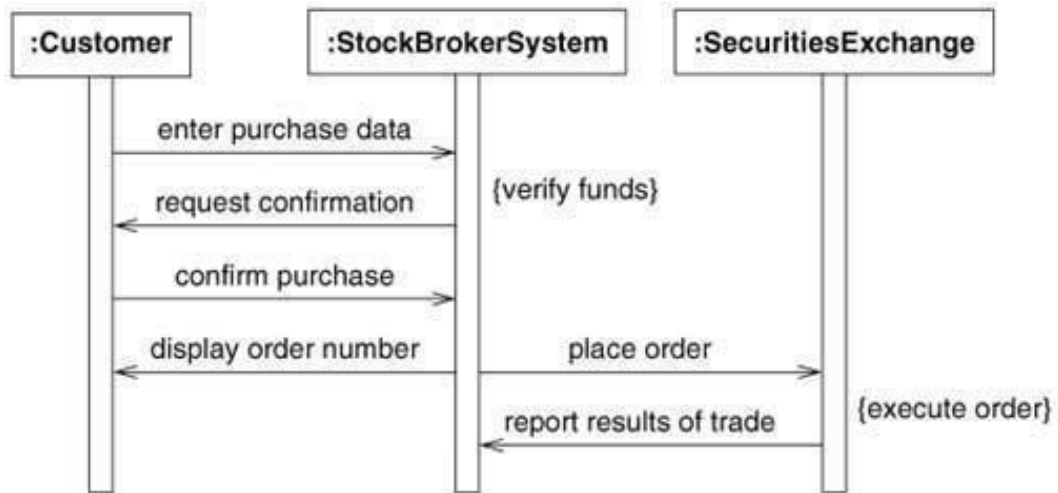 :Customer
:StockBrokerSystem
:SecuritiesExchange
enter purchase data
{verify funds}
request confirmation
confirm purchase
display order number
place order
{execute order}
report results of trade